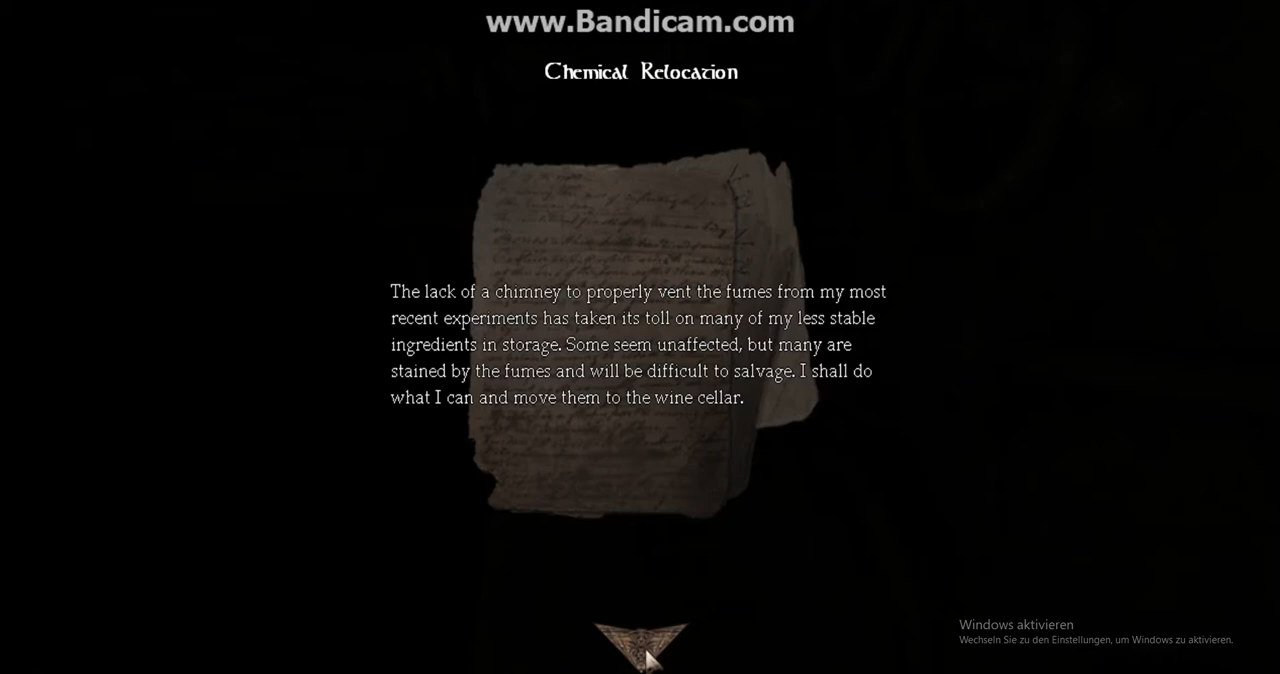 www.Bandicam.com
Chemical Relocation
The lack of a chimney to properly vent the fumes from my most
recent experiments has taken its toll on many of my less stable
ingredients in storage. Some seem unaffected, but many are
stained by the fumes and will be difficult to salvage. I shall do
what I can and move them to the wine cellar.
Windows aktivieren
Wechseln Sie zu den Einstellungen, um Windows zu aktivieren.